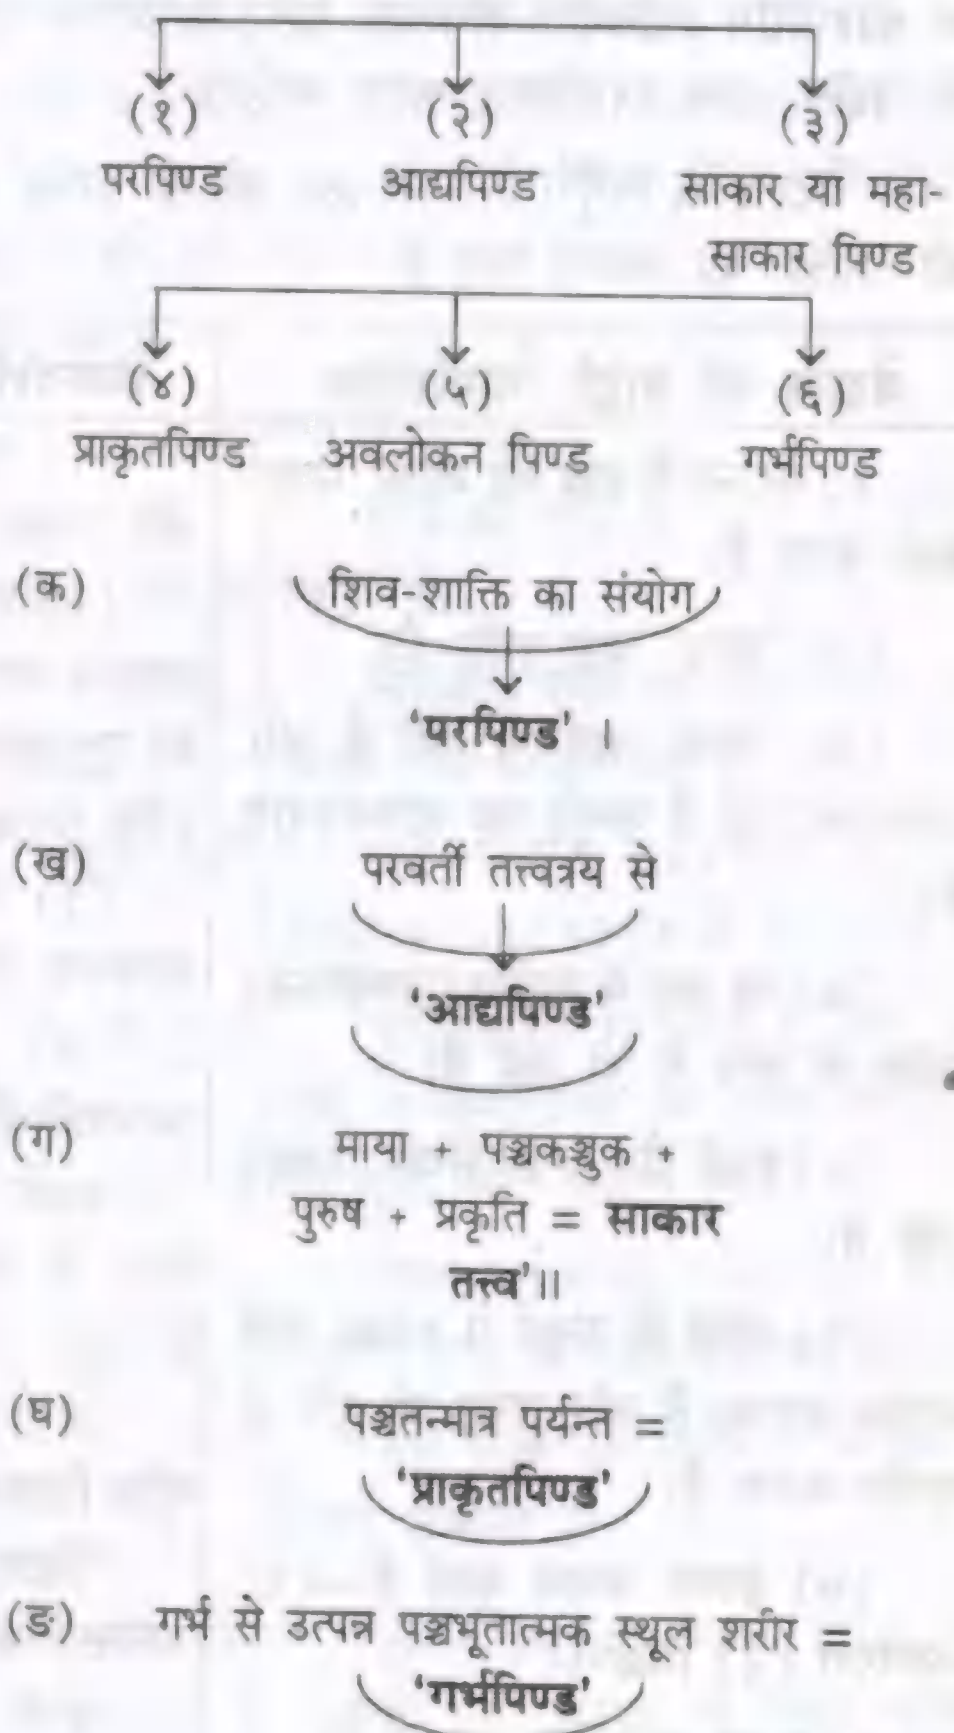 (१) (२) (३)
परपिण्ड आद्यपिण्ड साकार या महा-
साकार पिण्ड
(४) (५) (६)
प्राकृतपिण्ड अवलोकन पिण्ड गर्भपिण्ड
(क) शिव-शाक्ति का संयोग
‘परपिण्ड’ ।
(ख) परवर्ती तत्त्वत्रय से
‘आद्यपिण्ड’
(ग) माया + पञ्चकञ्चुक +
पुरुष + प्रकृति = साकार
तत्त्व’।।
(घ) पञ्चतन्मात्र पर्यन्त =
‘प्राकृतपिण्ड’
(ङ) गर्भ से उत्पन्न पञ्चभूतात्मक स्थूल शरीर =
‘गर्भपिण्ड’